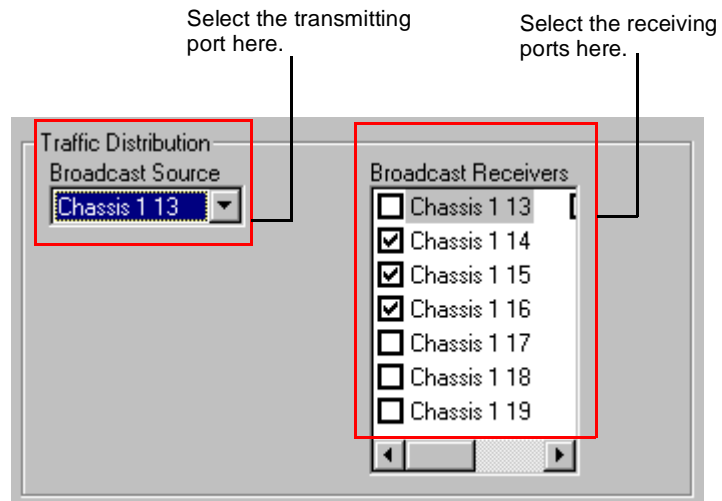 Select the transmitting
port here.
Select the receiving
ports here.
Traffic Distribution
Broadcast Source
Chassis 1 13
Broadcast Receivers
Chassis 1 13
Chassis 1 14
Chassis 1 15
Chassis 1 16
Chassis 1 17
Chassis 1 18
Chassis 1 19